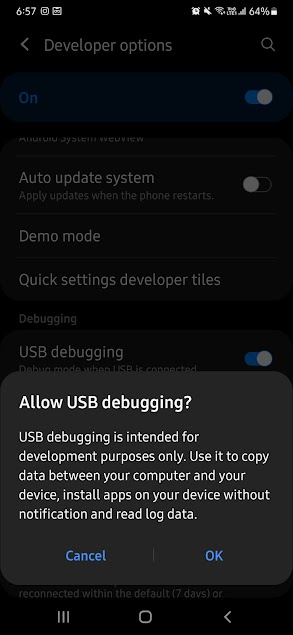 6:57
64%
Developer options
On
Android System WebView
Auto update system
Apply updates when the phone restarts.
Demo mode
Quick settings developer tiles
Debugging
USB debugging
Debug mode when USB is connected
Allow USB debugging?
USB debugging is intended for
development purposes only. Use it to copy
data between your computer and your
device, install apps on your device without
notification and read log data.
Cancel
OK
reconnected within the default (7 days) or